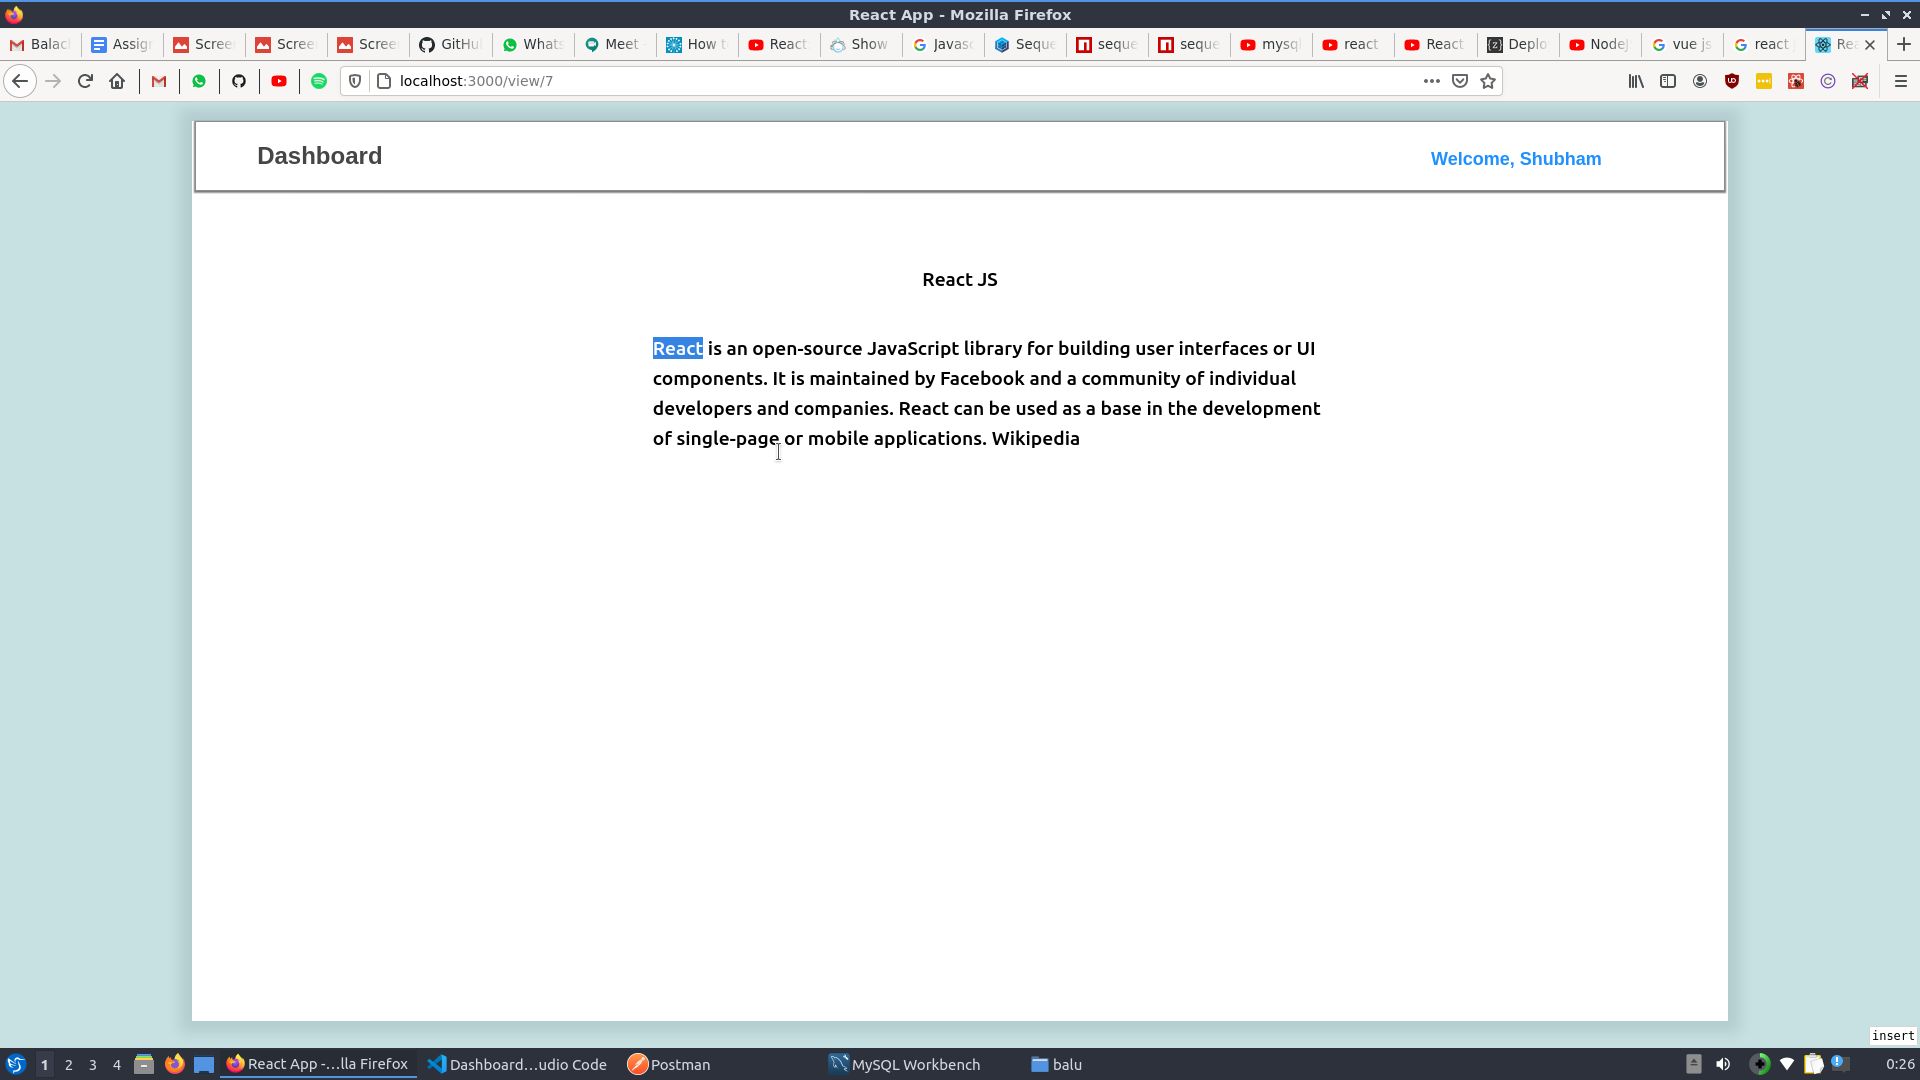 React App - Mozilla Firefox
Balac
Assig
Scree
Scree
Scree
GitHu
Whats
Meet
How t
React
Show
Javasc
Seque
seque
seque
mysql
react
React
Deplo
NodeJ
vue js
react
Rea
localhost:3000/view/7
Dashboard
Welcome, Shubham
React JS
React is an open-source JavaScript library for building user interfaces or UI
components. It is maintained by Facebook and a community of individual
developers and companies. React can be used as a base in the development
of single-page or mobile applications. Wikipedia
insert
1 2 3 4
React App -...lla Firefox
Dashboard...udio Code
Postman
MySQL Workbench
balu
0:26